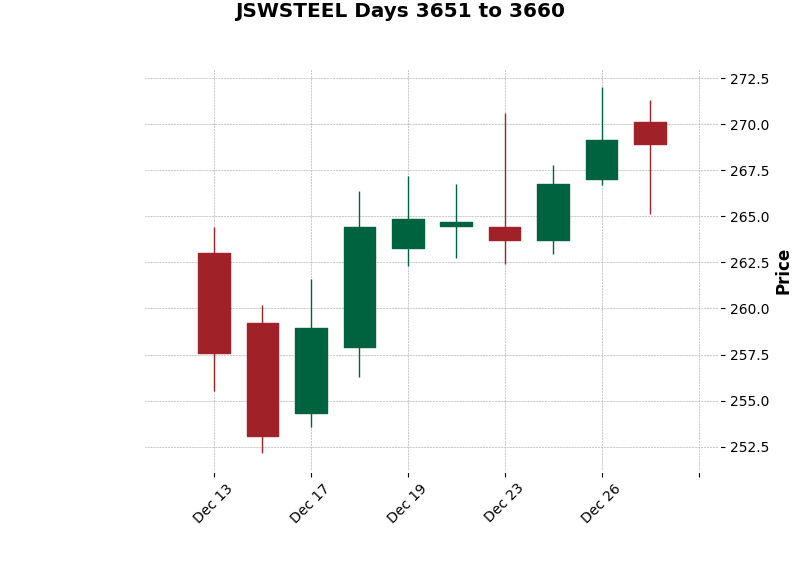 JSWSTEEL Days 3651 to 3660
272.5
270.0
267.5
265.0
262.5
260.0
257.5
255.0
252.5
Price
Dec 13
Dec 17
Dec 19
Dec 23
Dec 26